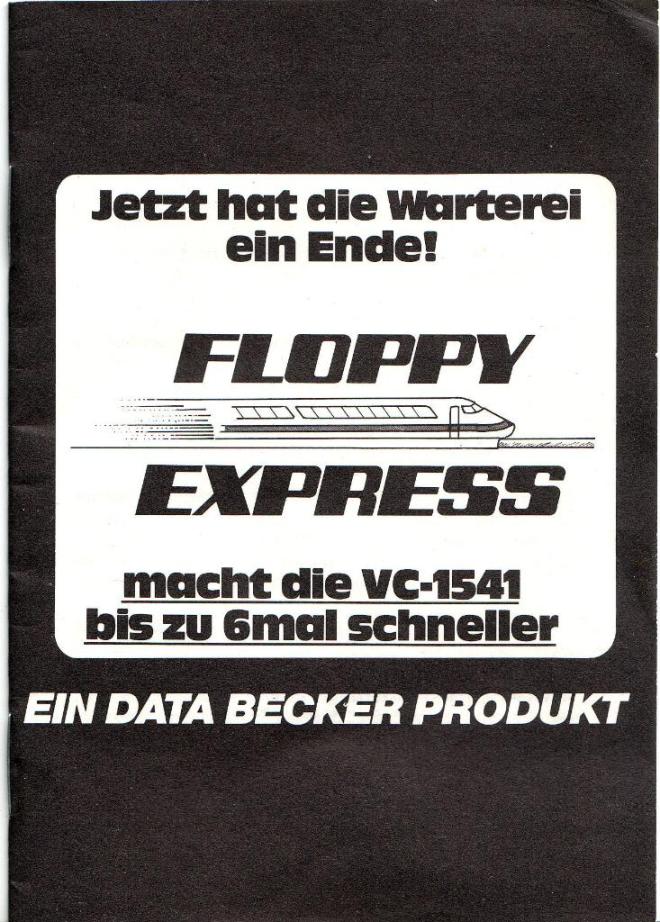 Jetzt hat die Warterei
ein Ende!
FLOPPY
EXPRESS
macht die VC-1541
bis zu 6mal schneller
EIN DATA BECKER PRODUKT